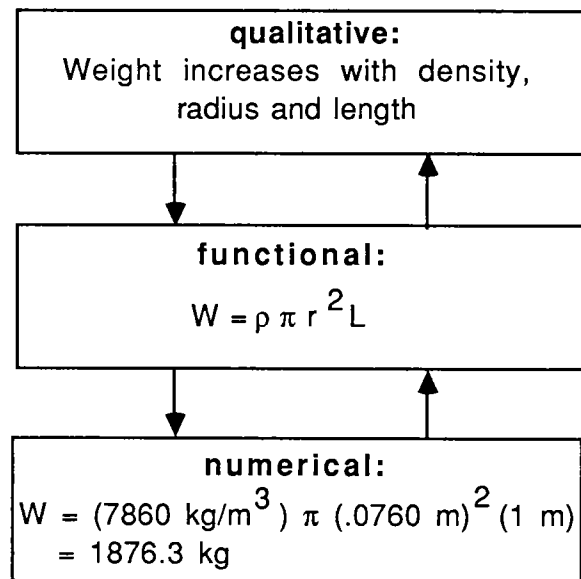 qualitative:
Weight increases with density,
radius and length
functional:
W = ρ π r² L
numerical:
W = (7860 kg/m³) π (.0760 m)² (1 m)
= 1876.3 kg